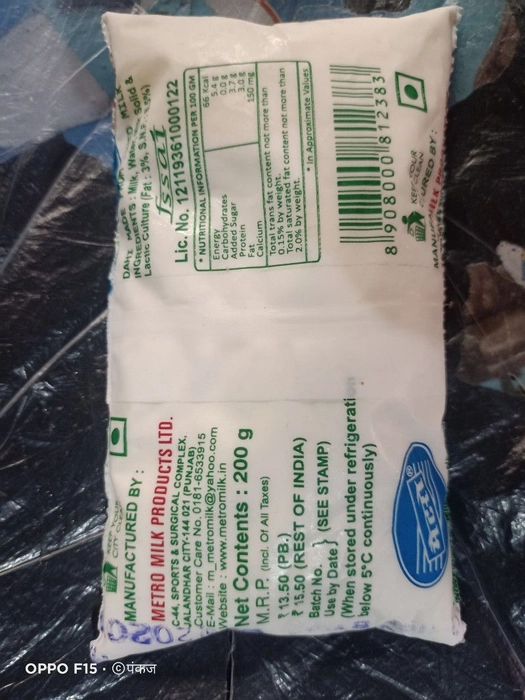 INGREDIENTS : Milk,
Lactic Culture (Fat : 3%,
fssai
Lic. No. 12119361000122
* NUTRITIONAL INFORMATION PER 100 GM
Energy 66 Kcal
Carbohydrates 5.4 g
Added Sugar 0.0 g
Protein 3.7 g
Fat 3.0 g
Calcium 150 mg
Total trans fat content not more than
0.15% by weight.
Total saturated fat content not more than
2.0% by weight.
* In Approximate Values
8 908000 812383
KEEP YOUR
MANUFACTURED BY :
METRO MILK PRODUCTS LTD.
C-44, SPORTS & SURGICAL COMPLEX,
JALANDHAR CITY-144 021 (PUNJAB)
Customer Care No. 0181-6533915
E-Mail : m_metromilk@yahoo.com
Website : www.metromilk.in
Net Contents : 200 g
M.R.P. (Incl. Of All Taxes)
₹ 13.50 (PB.)
₹ 15.50 (REST OF INDIA)
Batch No. } (SEE STAMP)
Use by Date
(When stored under refrigerati
below 5°C continuously)
OPPO F15 · ©पंकज